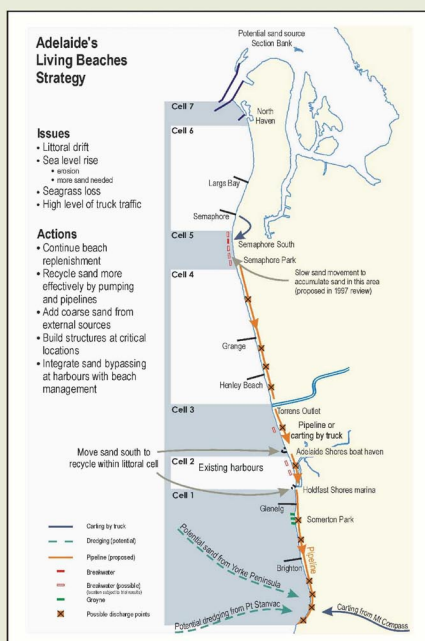 Adelaide's
Living Beaches
Strategy
Issues
• Littoral drift
• Sea level rise
• erosion
• more sand needed
• Seagrass loss
• High level of truck traffic
Actions
• Continue beach
replenishment
• Recycle sand more
effectively by pumping
and pipelines
• Add coarse sand from
external sources
• Build structures at critical
locations
• Integrate sand bypassing
at harbours with beach
management
Potential sand source
Section Bank
Cell 7
North
Haven
Cell 6
Largs Bay
Semaphore
Cell 5
Semaphore South
Semaphore Park
Cell 4
Slow sand movement to
accumulate sand in this area
(proposed in 1997 review)
Grange
Henley Beach
Cell 3
Torrens Outlet
Pipeline or
carting by truck
Move sand south to
recycle within littoral cell
Adelaide Shores boat haven
Cell 2
Existing harbours
Holdfast Shores marina
Cell 1
Glenelg
Somerton Park
Pipeline
Brighton
Potential sand from Yorke Peninsula
Potential dredging from Pt Stanvac
Carting from Mt Compass
Carting by truck
Dredging (potential)
Pipeline (proposed)
Breakwater
Breakwater (possible)
(location subject to trial results)
Groyne
Possible discharge points